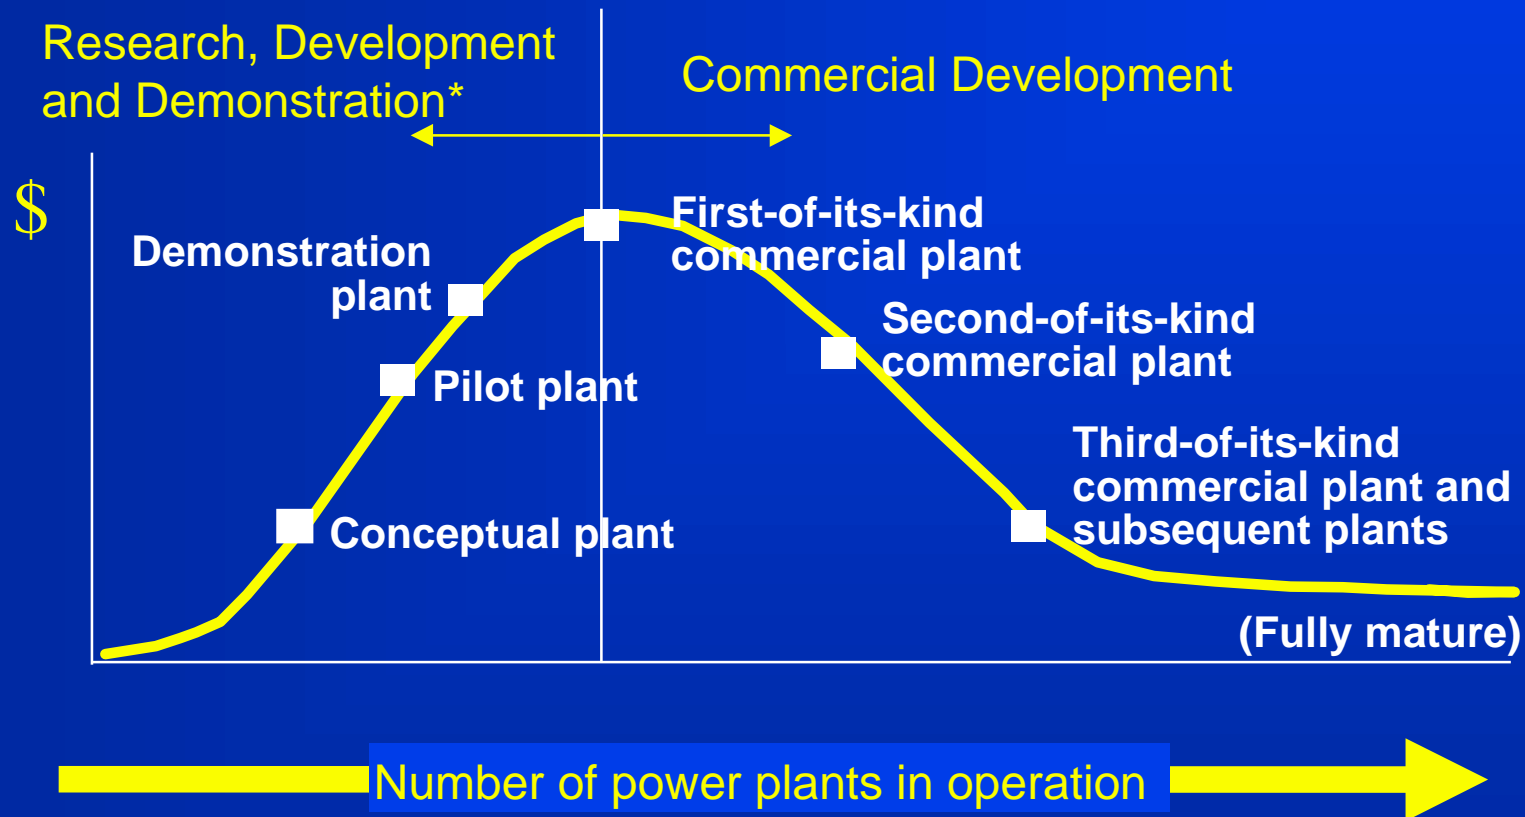 Research, Development
and Demonstration*
Commercial Development
$
First-of-its-kind
commercial plant
Demonstration
plant
Second-of-its-kind
commercial plant
Pilot plant
Third-of-its-kind
commercial plant and
subsequent plants
Conceptual plant
(Fully mature)
Number of power plants in operation